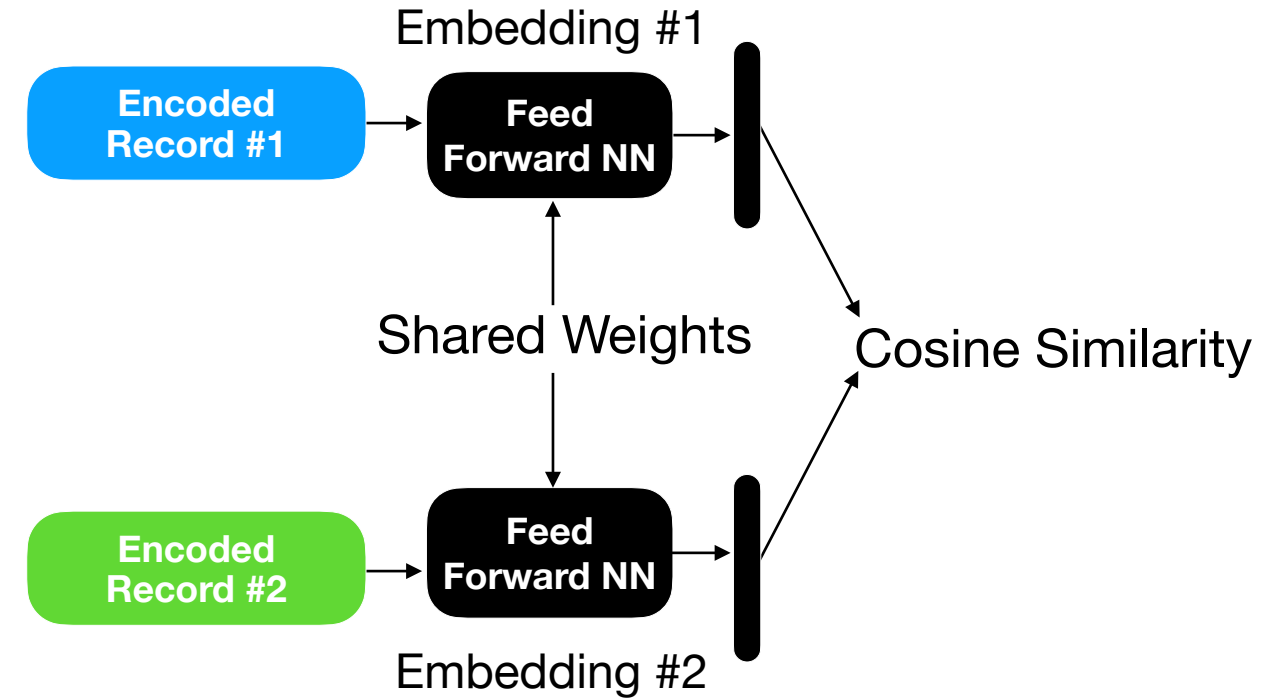 Embedding #1
Encoded
Record #1
Feed
Forward NN
Shared Weights
Cosine Similarity
Encoded
Record #2
Feed
Forward NN
Embedding #2